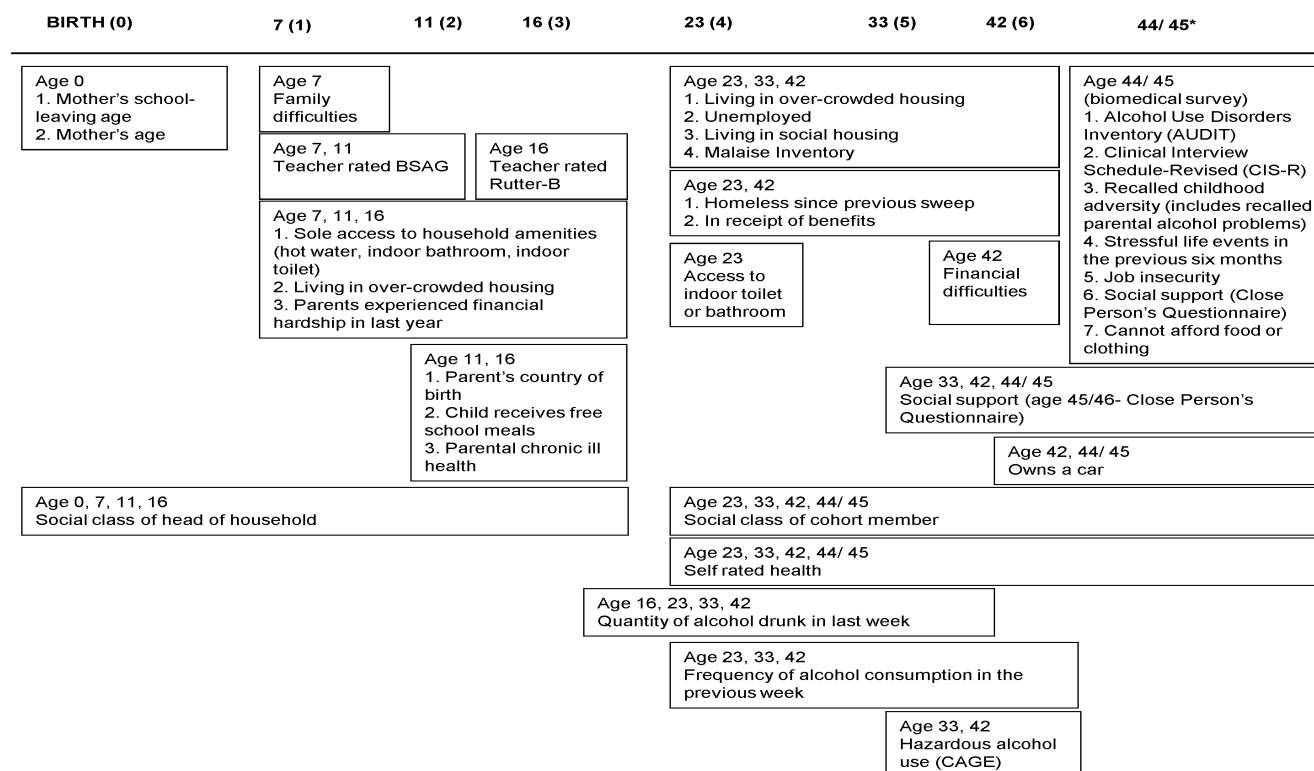 BIRTH (0) 7 (1) 11 (2) 16 (3) 23 (4) 33 (5) 42 (6) 44/ 45*
Age 0
1. Mother's school-
leaving age
2. Mother's age
Age 7
Family
difficulties
Age 7, 11
Teacher rated BSAG
Age 16
Teacher rated
Rutter-B
Age 7, 11, 16
1. Sole access to household amenities
(hot water, indoor bathroom, indoor
toilet)
2. Living in over-crowded housing
3. Parents experienced financial
hardship in last year
Age 11, 16
1. Parent's country of
birth
2. Child receives free
school meals
3. Parental chronic ill
health
Age 0, 7, 11, 16
Social class of head of household
Age 23, 33, 42
1. Living in over-crowded housing
2. Unemployed
3. Living in social housing
4. Malaise Inventory
Age 23, 42
1. Homeless since previous sweep
2. In receipt of benefits
Age 23
Access to
indoor toilet
or bathroom
Age 42
Financial
difficulties
Age 44/ 45
(biomedical survey)
1. Alcohol Use Disorders
Inventory (AUDIT)
2. Clinical Interview
Schedule-Revised (CIS-R)
3. Recalled childhood
adversity (includes recalled
parental alcohol problems)
4. Stressful life events in
the previous six months
5. Job insecurity
6. Social support (Close
Person's Questionnaire)
7. Cannot afford food or
clothing
Age 33, 42, 44/ 45
Social support (age 45/46- Close Person's
Questionnaire)
Age 42, 44/ 45
Owns a car
Age 23, 33, 42, 44/ 45
Social class of cohort member
Age 23, 33, 42, 44/ 45
Self rated health
Age 16, 23, 33, 42
Quantity of alcohol drunk in last week
Age 23, 33, 42
Frequency of alcohol consumption in the
previous week
Age 33, 42
Hazardous alcohol
use (CAGE)